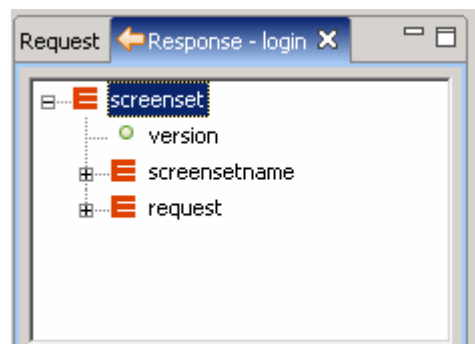 Request Response - login
screenset
version
screensetname
request